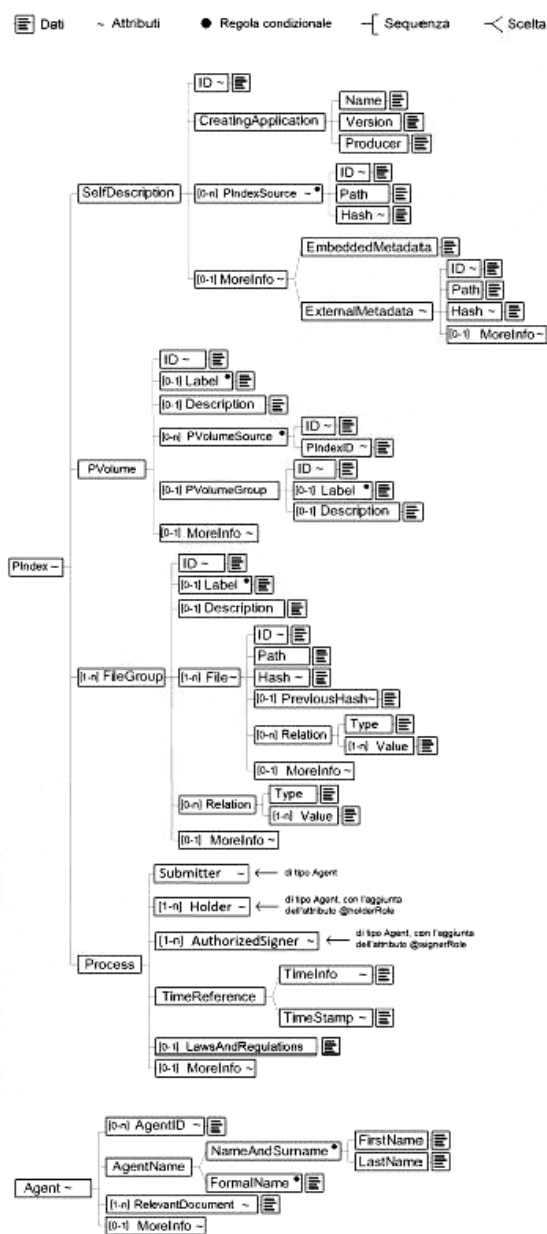 Dati ~ Attributi ● Regola condizionale Sequenza Scelta
ID ~
CreatingApplication
Name
Version
Producer
SelfDescription
[0-n] PIndexSource ~ ●
ID ~
Path
Hash ~
[0-1] MoreInfo ~
EmbeddedMetadata
ExternalMetadata ~
ID ~
Path
Hash ~
[0-1] MoreInfo ~
PVolume
ID ~
[0-1] Label ●
[0-1] Description
[0-n] PVolumeSource ●
ID ~
PIndexID ~
[0-1] PVolumeGroup
ID ~
[0-1] Label ●
[0-1] Description
[0-1] MoreInfo ~
PIndex ~
[1-n] FileGroup
ID ~
[0-1] Label ●
[0-1] Description
[1-n] File ~
ID ~
Path
Hash ~
[0-1] PreviousHash ~
[0-n] Relation
Type
[1-n] Value
[0-1] MoreInfo ~
[0-n] Relation
Type
[1-n] Value
[0-1] MoreInfo ~
Process
Submitter ~ ← di tipo Agent
[1-n] Holder ~ ← di tipo Agent, con l'aggiunta
dell'attributo @holderRole
[1-n] AuthorizedSigner ~ ← di tipo Agent, con l'aggiunta
dell'attributo @signerRole
TimeReference
TimeInfo ~
TimeStamp ~
[0-1] LawsAndRegulations
[0-1] MoreInfo ~
Agent ~
[0-n] AgentID ~
AgentName
NameAndSurname ●
FirstName
LastName
FormalName ●
[1-n] RelevantDocument ~
[0-1] MoreInfo ~